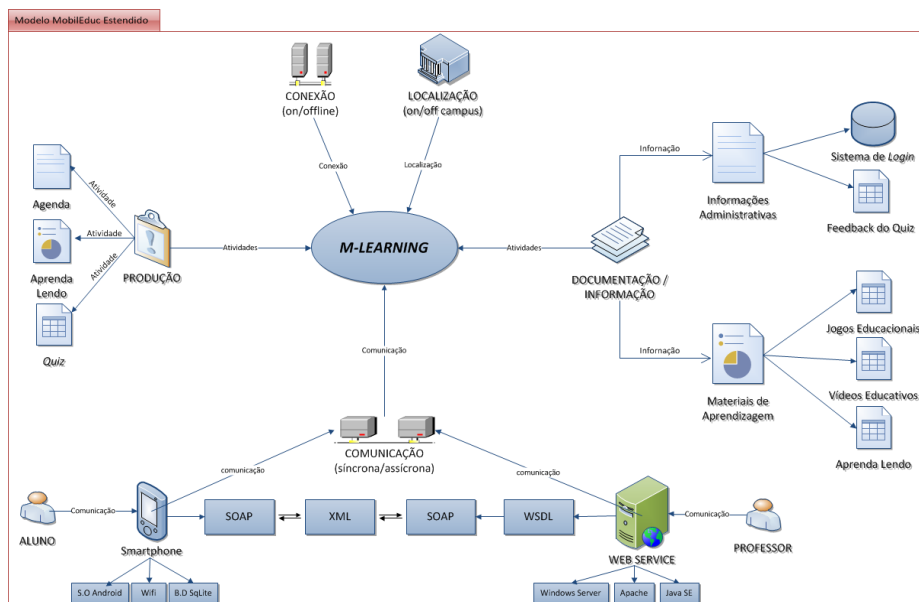 Modelo MobilEduc Estendido
CONEXÃO
(on/offline)
LOCALIZAÇÃO
(on/off campus)
Conexão
Localização
Agenda
Atividade
Atividade
Atividade
Aprenda
Lendo
Quiz
PRODUÇÃO
Atividades
M-LEARNING
Atividades
DOCUMENTAÇÃO /
INFORMAÇÃO
Infornação
Informações
Administrativas
Sistema de Login
Feedback do Quiz
Infornação
Materiais de
Aprendizagem
Jogos Educacionais
Vídeos Educativos
Aprenda Lendo
Comunicação
COMUNICAÇÃO
(síncrona/assícrona)
comunicação
comunicação
ALUNO
Comunicação
Smartphone
SOAP
XML
SOAP
WSDL
WEB SERVICE
Comunicação
PROFESSOR
S.O Android
Wifi
B.D SqLite
Windows Server
Apache
Java SE